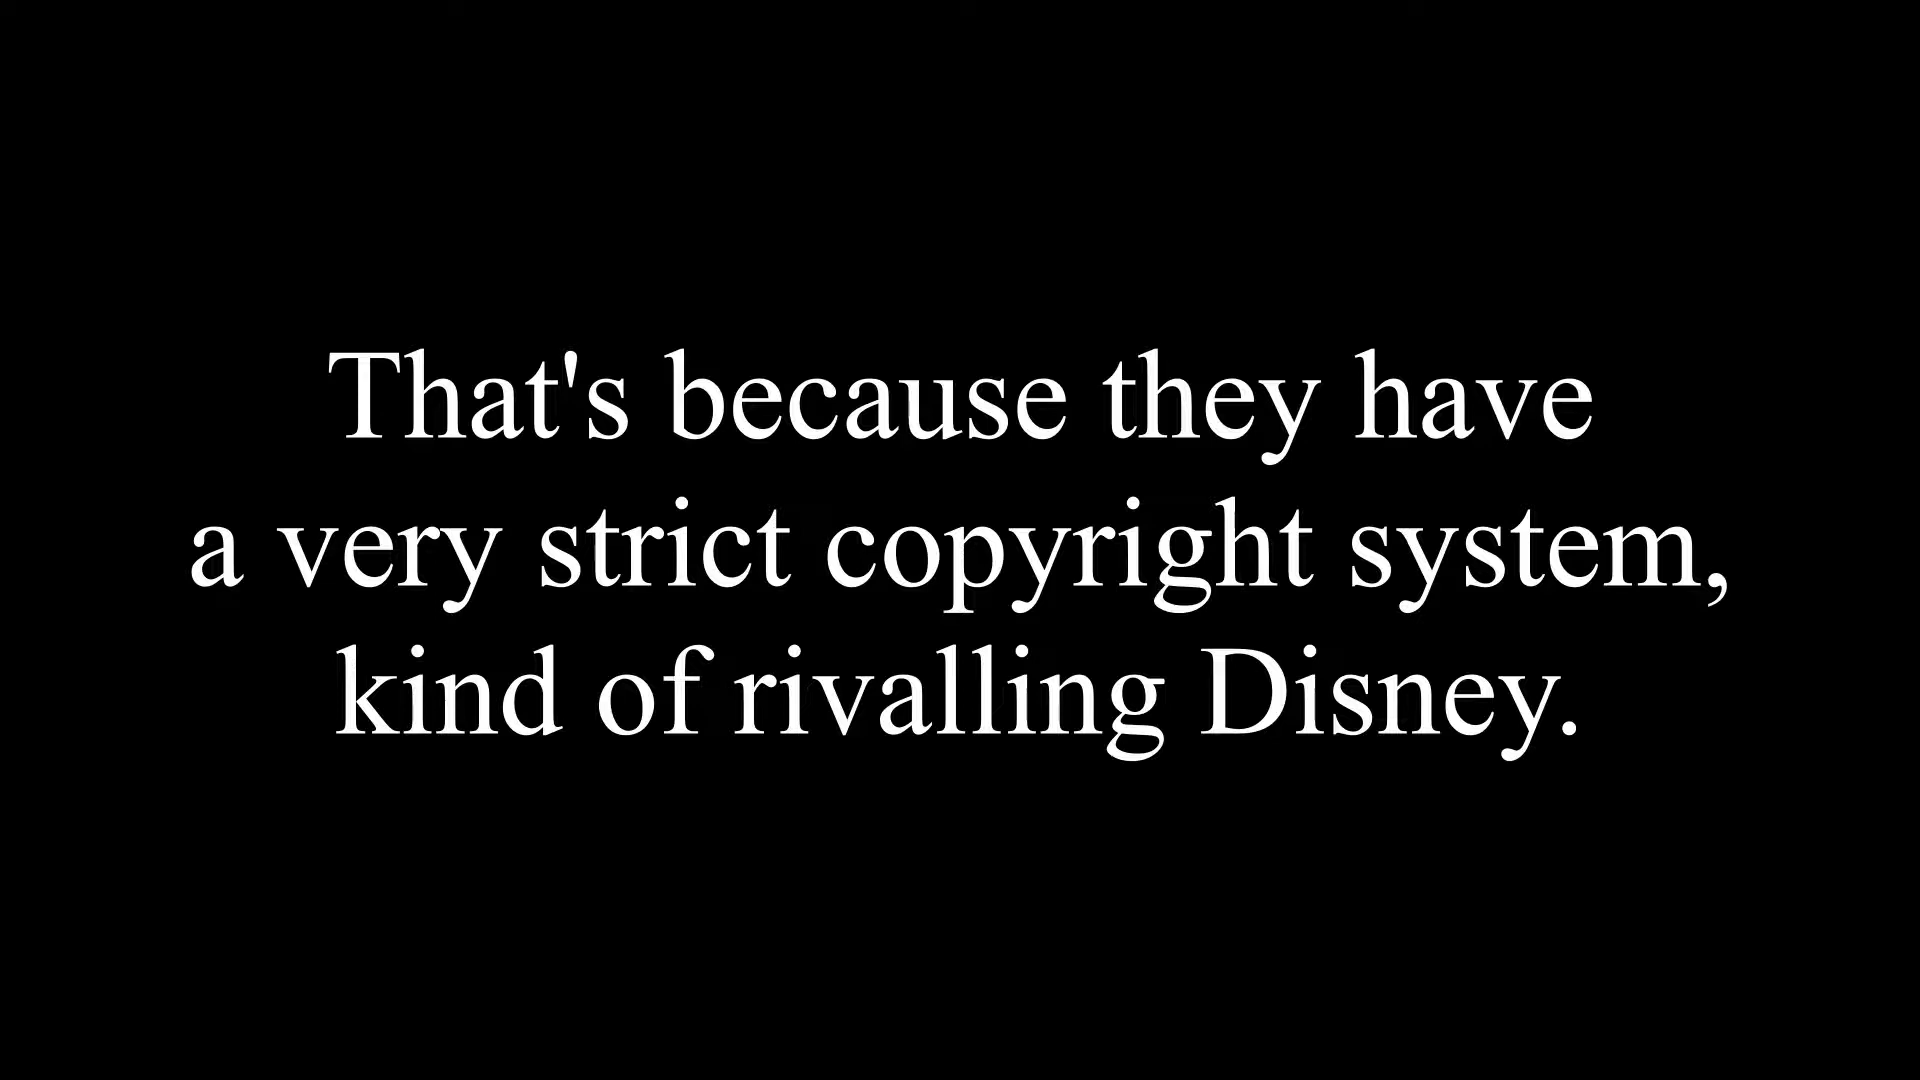 That's because they have
a very strict copyright system,
kind of rivalling Disney.